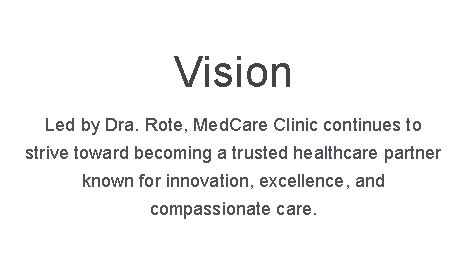 Vision
Led by Dra. Rote, MedCare Clinic continues to
strive toward becoming a trusted healthcare partner
known for innovation, excellence, and
compassionate care.